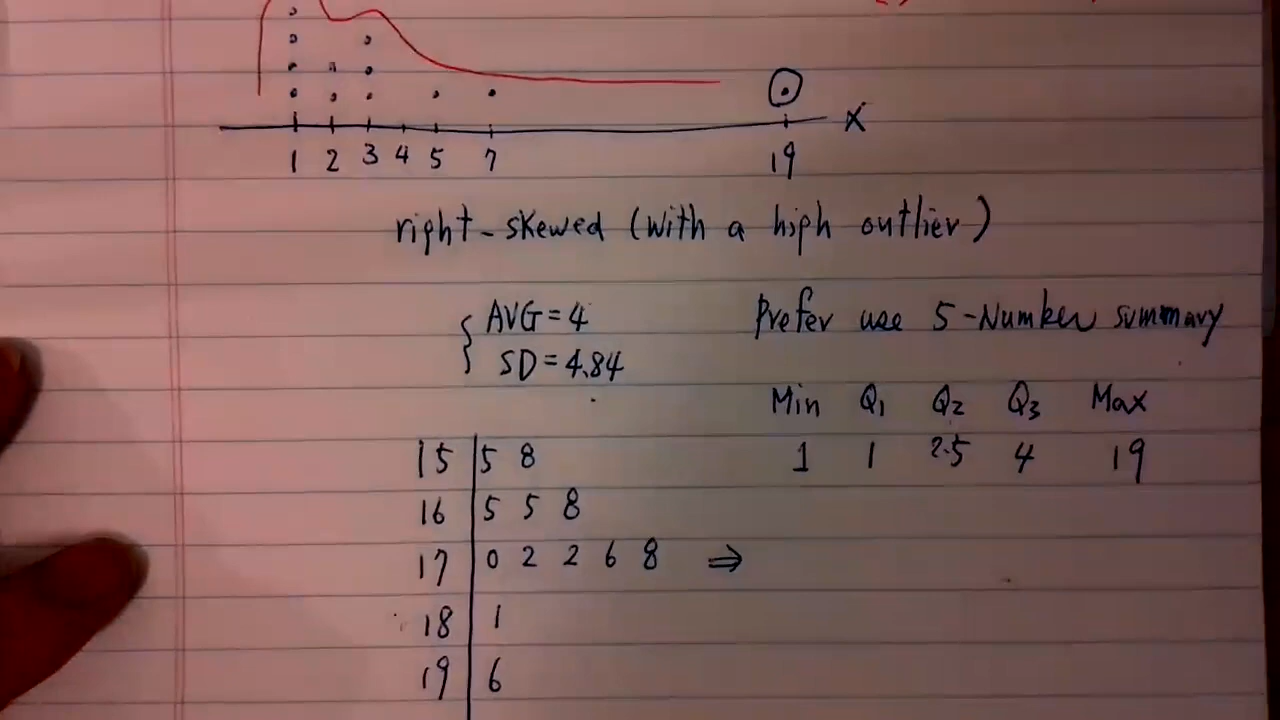 1 2 3 4 5 7 19 X
right-skewed (with a high outlier)
AVG = 4
SD = 4.84
Prefer use 5-Number summary
Min Q1 Q2 Q3 Max
1 1 2.5 4 19
15 | 5 8
16 | 5 5 8
17 | 0 2 2 6 8 ⇒
18 | 1
19 | 6